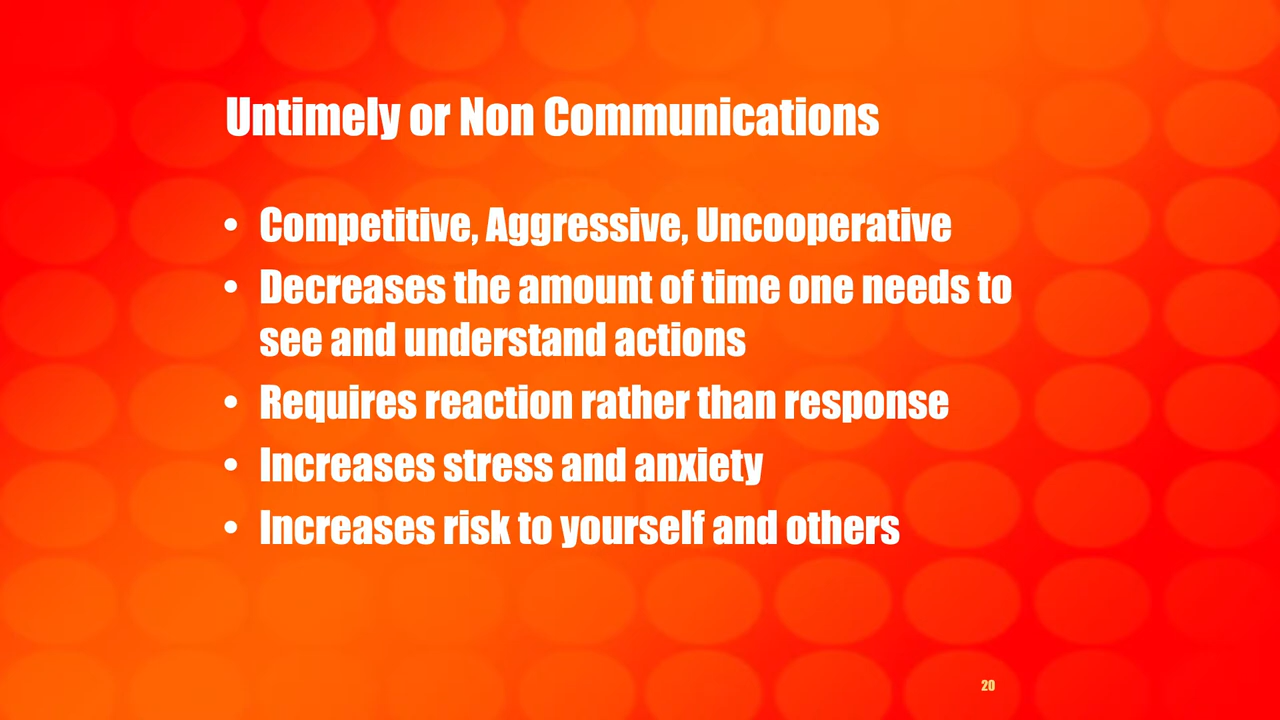 Untimely or Non Communications
• Competitive, Aggressive, Uncooperative
• Decreases the amount of time one needs to
see and understand actions
• Requires reaction rather than response
• Increases stress and anxiety
• Increases risk to yourself and others
20